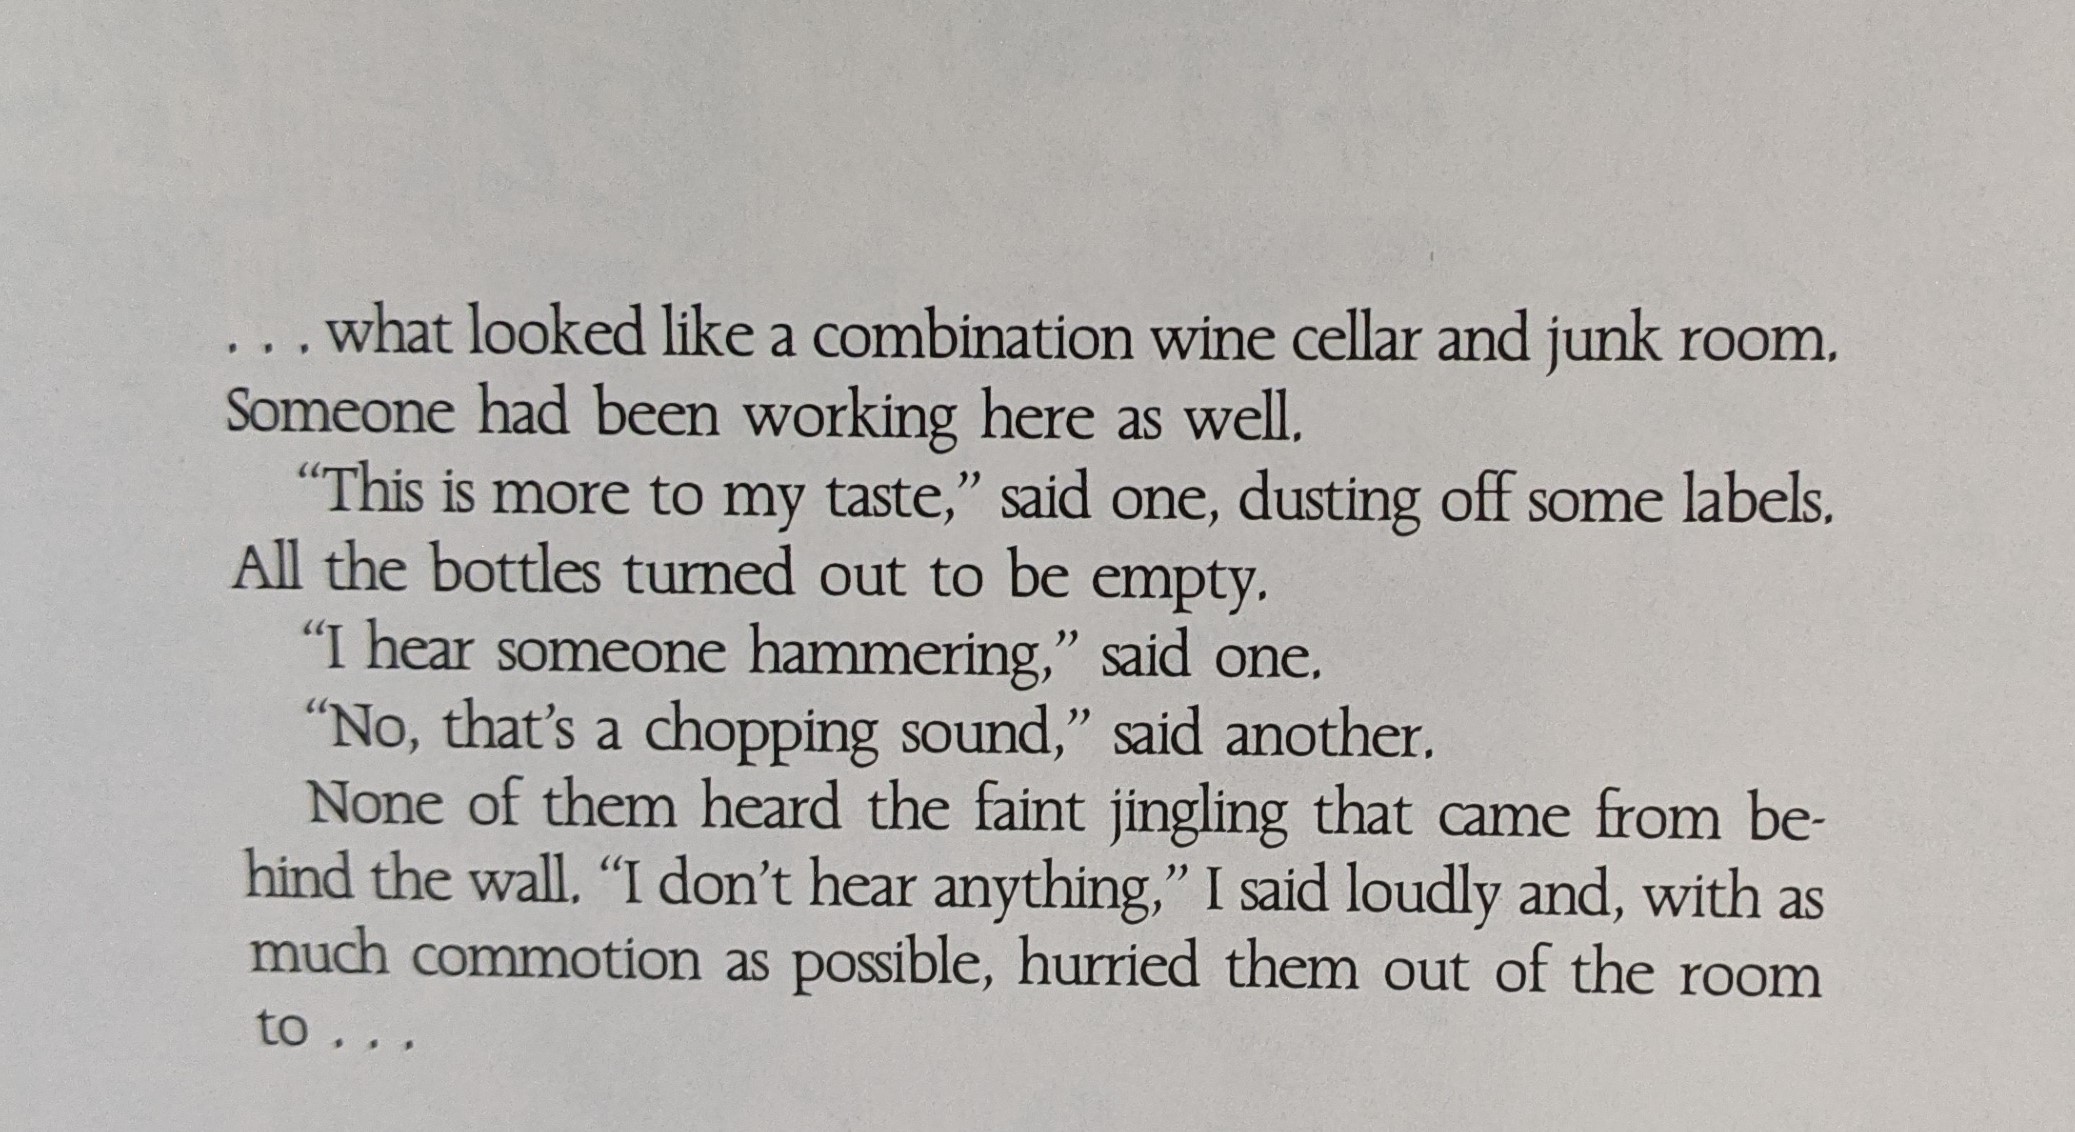 . . . what looked like a combination wine cellar and junk room.
Someone had been working here as well.
“This is more to my taste,” said one, dusting off some labels.
All the bottles turned out to be empty.
“I hear someone hammering,” said one.
“No, that’s a chopping sound,” said another.
None of them heard the faint jingling that came from be-
hind the wall. “I don’t hear anything,” I said loudly and, with as
much commotion as possible, hurried them out of the room
to . . .